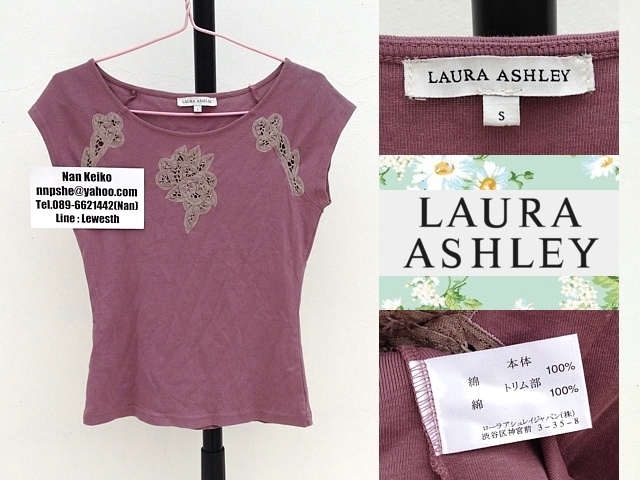 LAURA ASHLEY
Nan Keiko
nnpshe@yahoo.com
Tel.089-6621442(Nan)
Line : Lewesth
LAURA ASHLEY
S
LAURA
ASHLEY
本体
綿 100%
トリム部
綿 100%
ローラアシュレイジャパン(株)
渋谷区神宮前 3-35-8